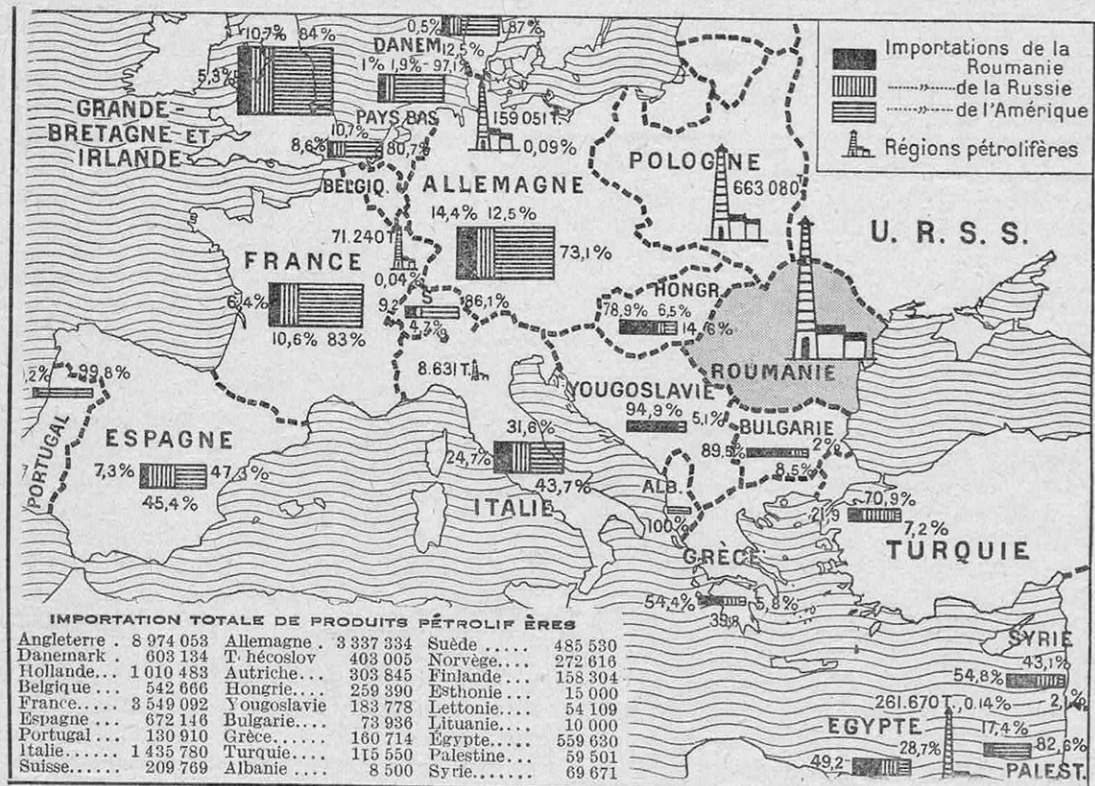 10,7% 84%
5,3%
GRANDE-
BRETAGNE ET
IRLANDE
0,5% 87%
DANEM 12,5%
1% 1,9% - 97,1%
PAYS BAS
10,7%
8,6% 80,7%
BELGIQ.
159 051 T.
0,09%
ALLEMAGNE
14,4% 12,5%
73,1%
POLOGNE
663 080 T
U. R. S. S.
Importations de la
Roumanie
---»--- de la Russie
---»--- de l'Amérique
Régions pétrolifères
71.240 T
0,04%
FRANCE
6,4%
10,6% 83%
S
9,2 86,1%
4,7%
HONGR.
78,9% 6,5%
14,6%
ROUMANIE
8.631 T.
YOUGOSLAVIE
94,9% 5,1%
BULGARIE
89,5% 2%
8,5%
,2% 99,8%
PORTUGAL
ESPAGNE
7,3% 47,3%
45,4%
31,6%
24,7%
43,7%
ITALIE
ALB.
100%
GRÈCE
54,4% 5,8%
39,8
70,9%
21,9
7,2%
TURQUIE
SYRIE
43,1%
54,8%
261.670 T., 0.14%
EGYPTE
28,7%
49,2
17,4%
82,6%
PALEST.
IMPORTATION TOTALE DE PRODUITS PÉTROLIF ÈRES
Angleterre . 8 974 053 Allemagne . 3 337 334 Suède ..... 485 530
Danemark . 603 134 T. hécoslov 403 005 Norvège.... 272 616
Hollande... 1 010 483 Autriche... 303 845 Finlande ... 158 304
Belgique ... 542 666 Hongrie.... 259 390 Esthonie ... 15 000
France..... 3 549 092 Yougoslavie 183 778 Lettonie ... 54 109
Espagne ... 672 146 Bulgarie... 73 936 Lituanie ... 10 000
Portugal ... 130 910 Grèce...... 160 714 Égypte..... 559 630
Italie...... 1 435 780 Turquie ... 115 550 Palestine .. 59 501
Suisse...... 209 769 Albanie .... 8 500 Syrie...... 69 671